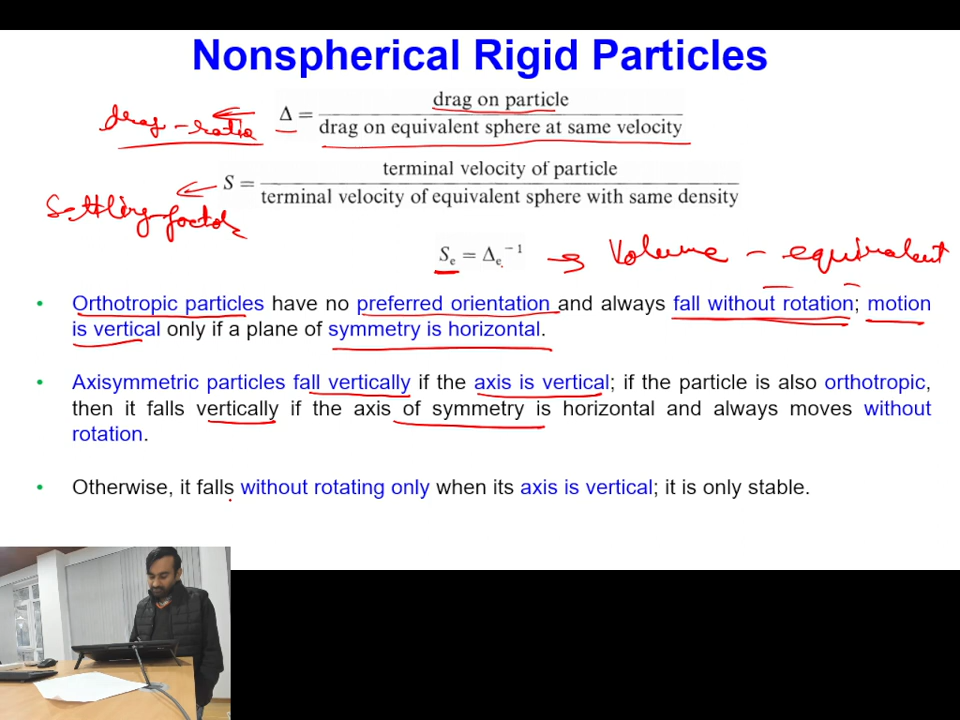 Nonspherical Rigid Particles
drag-ratio ← Δ = drag on particle / drag on equivalent sphere at same velocity
Settling factor ← S = terminal velocity of particle / terminal velocity of equivalent sphere with same density
Sₑ = Δₑ⁻¹ → Volume - equivalent
• Orthotropic particles have no preferred orientation and always fall without rotation; motion
is vertical only if a plane of symmetry is horizontal.
• Axisymmetric particles fall vertically if the axis is vertical; if the particle is also orthotropic,
then it falls vertically if the axis of symmetry is horizontal and always moves without
rotation.
• Otherwise, it falls without rotating only when its axis is vertical; it is only stable.